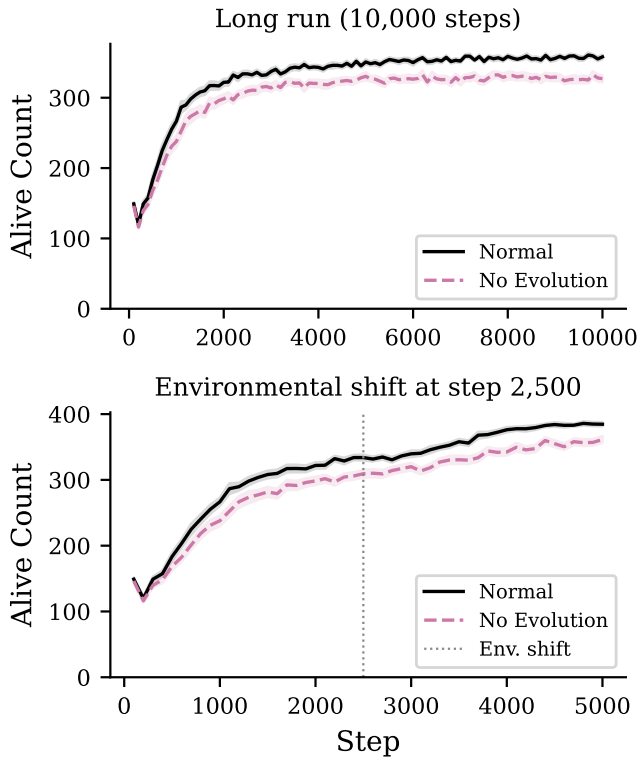 Long run (10,000 steps)
Alive Count
300
200
100
0
Normal
No Evolution
0 2000 4000 6000 8000 10000
Environmental shift at step 2,500
Alive Count
400
300
200
100
0
Normal
No Evolution
Env. shift
0 1000 2000 3000 4000 5000
Step